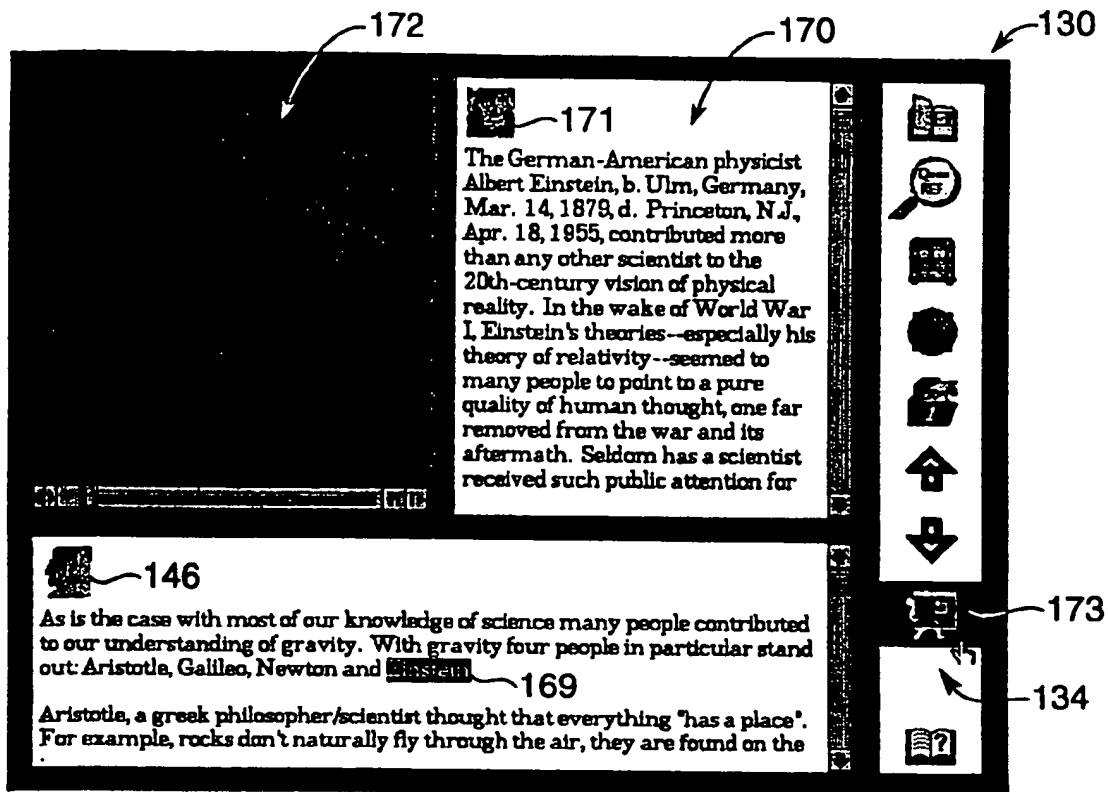 172
170
130
171
The German-American physicist
Albert Einstein, b. Ulm, Germany,
Mar. 14, 1879, d. Princeton, N.J.,
Apr. 18, 1955, contributed more
than any other scientist to the
20th-century vision of physical
reality. In the wake of World War
I, Einstein's theories--especially his
theory of relativity--seemed to
many people to point to a pure
quality of human thought, one far
removed from the war and its
aftermath. Seldom has a scientist
received such public attention for
REF.
146
As is the case with most of our knowledge of science many people contributed
to our understanding of gravity. With gravity four people in particular stand
out: Aristotle, Galileo, Newton and Einstein
169
Aristotle, a greek philosopher/scientist thought that everything "has a place".
For example, rocks don't naturally fly through the air, they are found on the
173
134
?